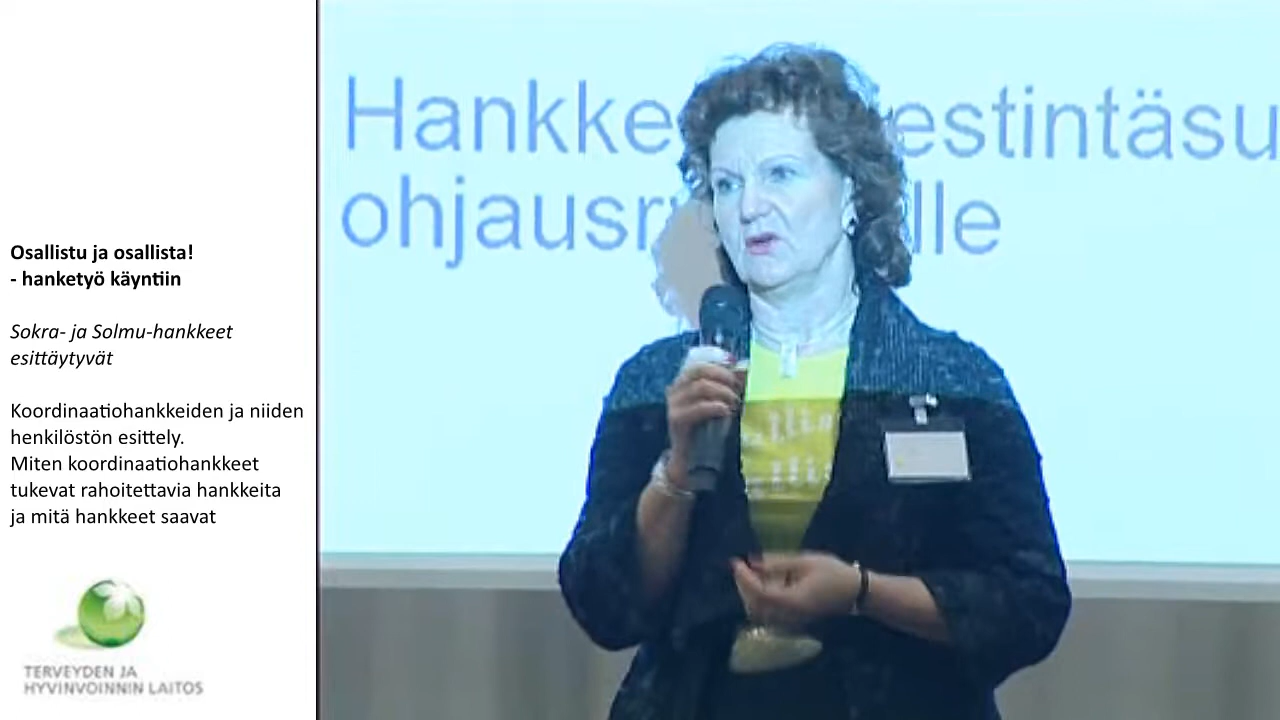 Osallistu ja osallista!
- hanketyö käyntiin
Sokra- ja Solmu-hankkeet
esittäytyvät
Koordinaatiohankkeiden ja niiden
henkilöstön esittely.
Miten koordinaatiohankkeet
tukevat rahoitettavia hankkeita
ja mitä hankkeet saavat
TERVEYDEN JA
HYVINVOINNIN LAITOS
Hankke estintäsu
ohjausr lle